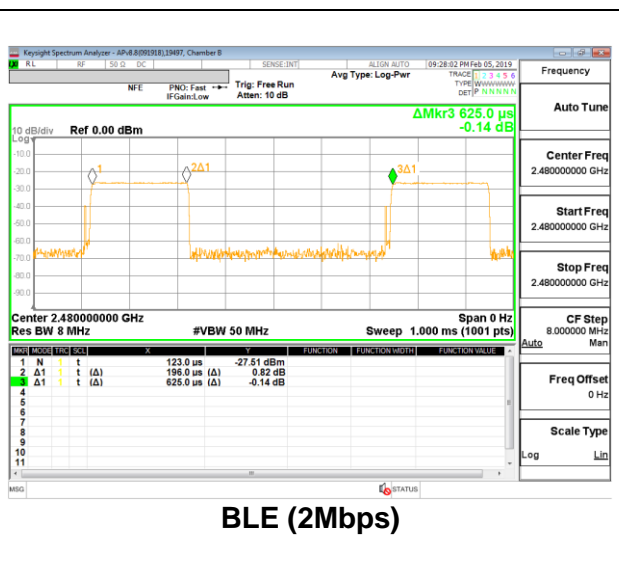 Keysight Spectrum Analyzer - APv8.8(091918),19497, Chamber B
RL RF 50 Ω DC SENSE:INT ALIGN AUTO 09:28:02 PM Feb 05, 2019
NFE PNO: Fast Trig: Free Run Avg Type: Log-Pwr TRACE 1 2 3 4 5 6
IFGain:Low Atten: 10 dB TYPE WWWWWWW
DET P N N N N N
ΔMkr3 625.0 µs
-0.14 dB
10 dB/div Ref 0.00 dBm
Log
-10.0
-20.0
-30.0
-40.0
-50.0
-60.0
-70.0
-80.0
-90.0
1
2Δ1
3Δ1
Center 2.480000000 GHz Span 0 Hz
Res BW 8 MHz #VBW 50 MHz Sweep 1.000 ms (1001 pts)
MKR MODE TRC SCL X Y FUNCTION FUNCTION WIDTH FUNCTION VALUE
1 N 1 t 123.0 µs -27.51 dBm
2 Δ1 1 t (Δ) 196.0 µs (Δ) 0.82 dB
3 Δ1 1 t (Δ) 625.0 µs (Δ) -0.14 dB
4
5
6
7
8
9
10
11
MSG STATUS
Frequency
Auto Tune
Center Freq
2.480000000 GHz
Start Freq
2.480000000 GHz
Stop Freq
2.480000000 GHz
CF Step
8.000000 MHz
Auto Man
Freq Offset
0 Hz
Scale Type
Log Lin
BLE (2Mbps)